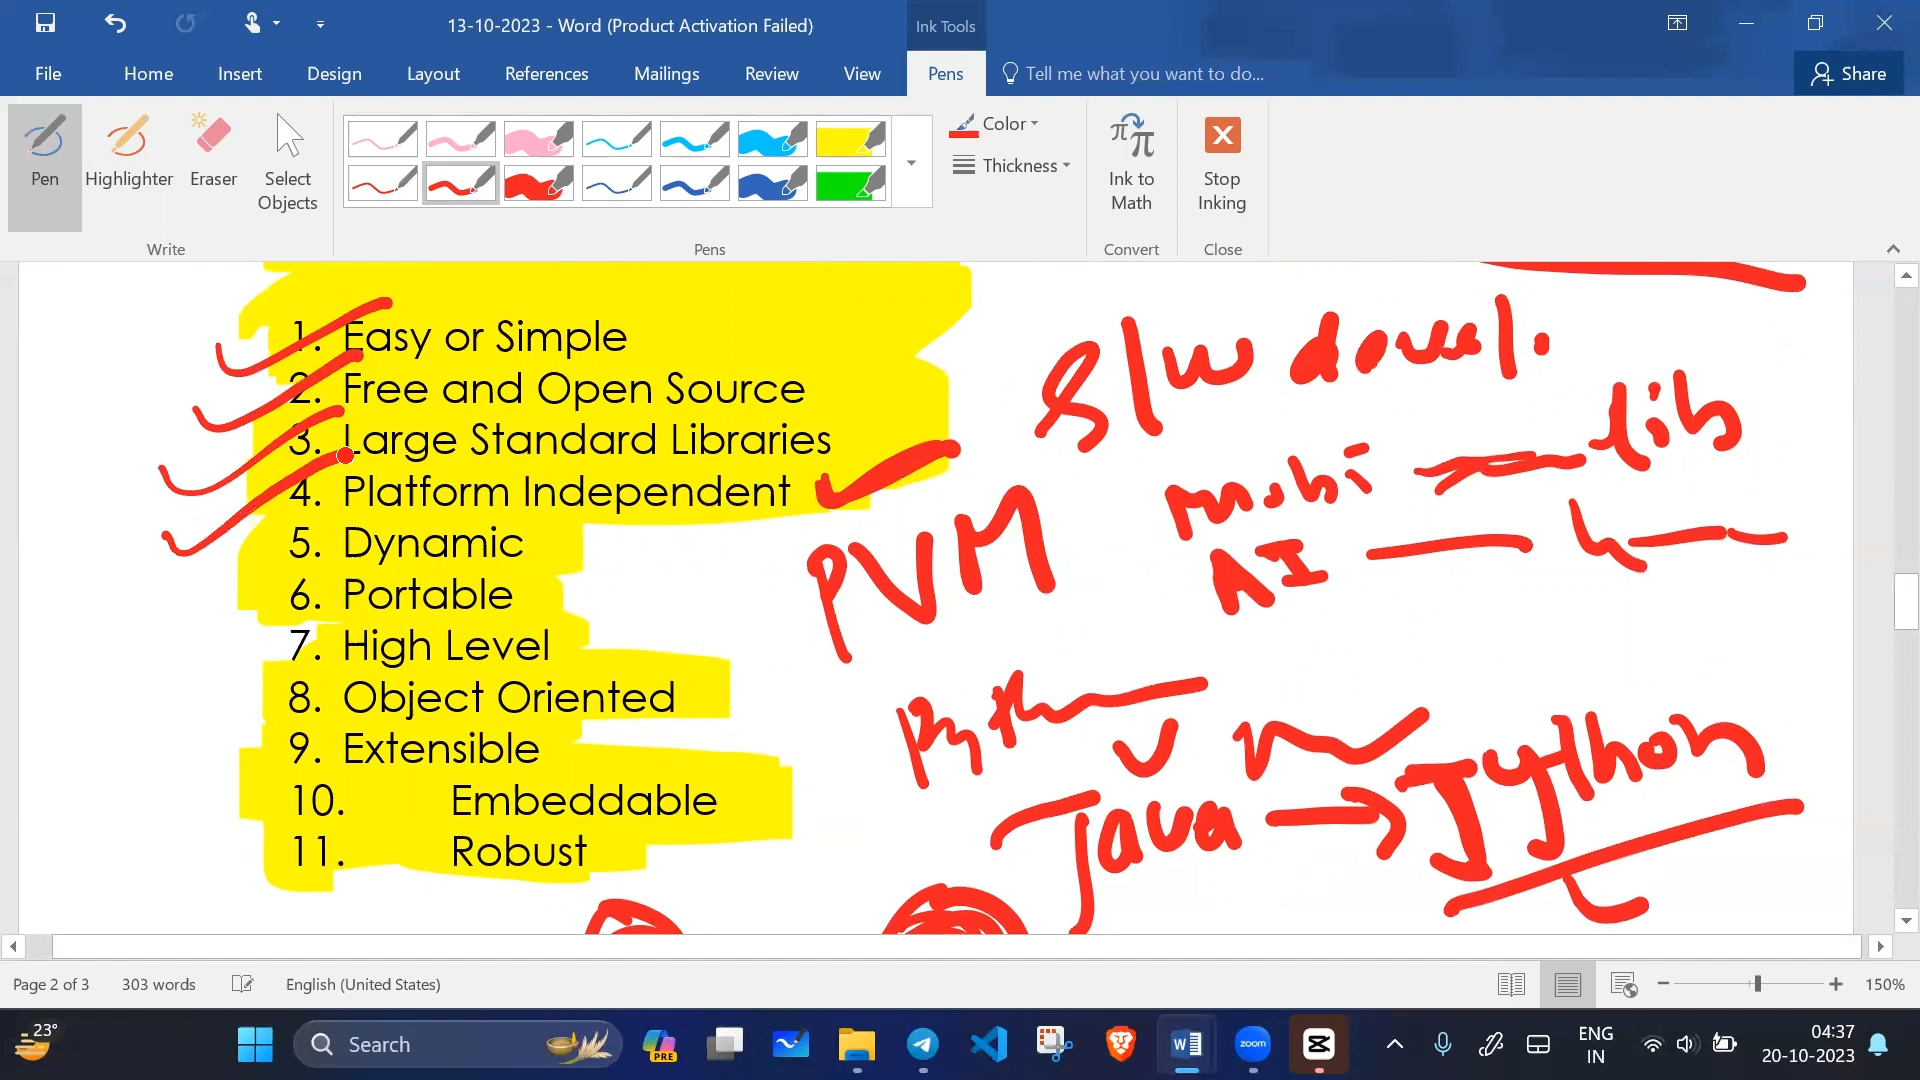 13-10-2023 - Word (Product Activation Failed)
Ink Tools
File
Home
Insert
Design
Layout
References
Mailings
Review
View
Pens
Tell me what you want to do...
Share
Pen
Highlighter
Eraser
Select
Objects
Color
Thickness
Ink to
Math
Stop
Inking
Write
Pens
Convert
Close
1. Easy or Simple
2. Free and Open Source
3. Large Standard Libraries
4. Platform Independent
5. Dynamic
6. Portable
7. High Level
8. Object Oriented
9. Extensible
10. Embeddable
11. Robust
S/W
lib
Mobi
AI
PVM
Java → Jython
Page 2 of 3
303 words
English (United States)
150%
23°
Search
PRE
zoom
ENG
IN
04:37
20-10-2023